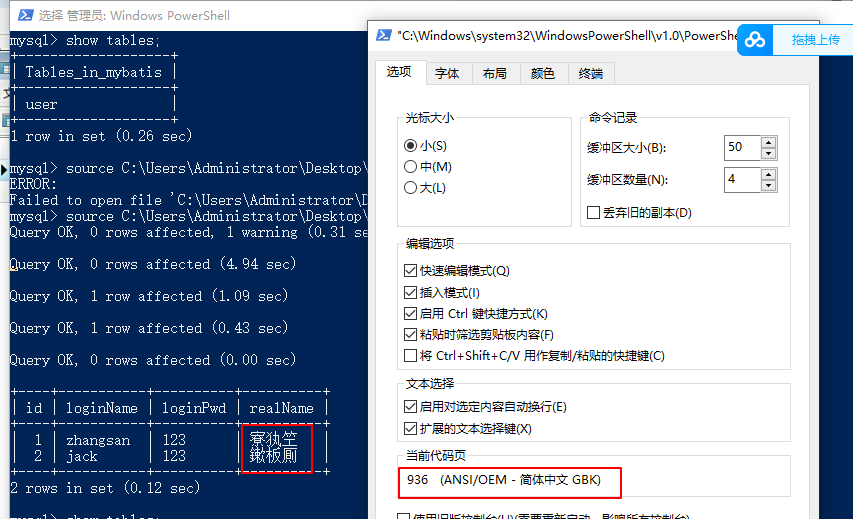 选择 管理员: Windows PowerShell
mysql> show tables;
+-------------------+
| Tables_in_mybatis |
+-------------------+
| user              |
+-------------------+
1 row in set (0.26 sec)
mysql> source C:\Users\Administrator\Desktop\
ERROR:
Failed to open file 'C:\Users\Administrator\D
mysql> source C:\Users\Administrator\Desktop\
Query OK, 0 rows affected, 1 warning (0.31 se
Query OK, 0 rows affected (4.94 sec)
Query OK, 1 row affected (1.09 sec)
Query OK, 1 row affected (0.43 sec)
Query OK, 0 rows affected (0.00 sec)
+----+-----------+----------+----------+
| id | loginName | loginPwd | realName |
+----+-----------+----------+----------+
| 1 | zhangsan | 123 | 寮犱笁
| 2 | jack | 123 | 鏉板厠
+----+-----------+----------+----------+
2 rows in set (0.12 sec)
mysql> show tables;
"C:\Windows\system32\WindowsPowerShell\v1.0\PowerShe
拖拽上传
选项 字体 布局 颜色 终端
光标大小
小(S)
中(M)
大(L)
命令记录
缓冲区大小(B): 50
缓冲区数量(N): 4
丢弃旧的副本(D)
编辑选项
快速编辑模式(Q)
插入模式(I)
启用 Ctrl 键快捷方式(K)
粘贴时筛选剪贴板内容(F)
将 Ctrl+Shift+C/V 用作复制/粘贴的快捷键(C)
文本选择
启用对选定内容自动换行(E)
扩展的文本选择键(X)
当前代码页
936 (ANSI/OEM - 简体中文 GBK)